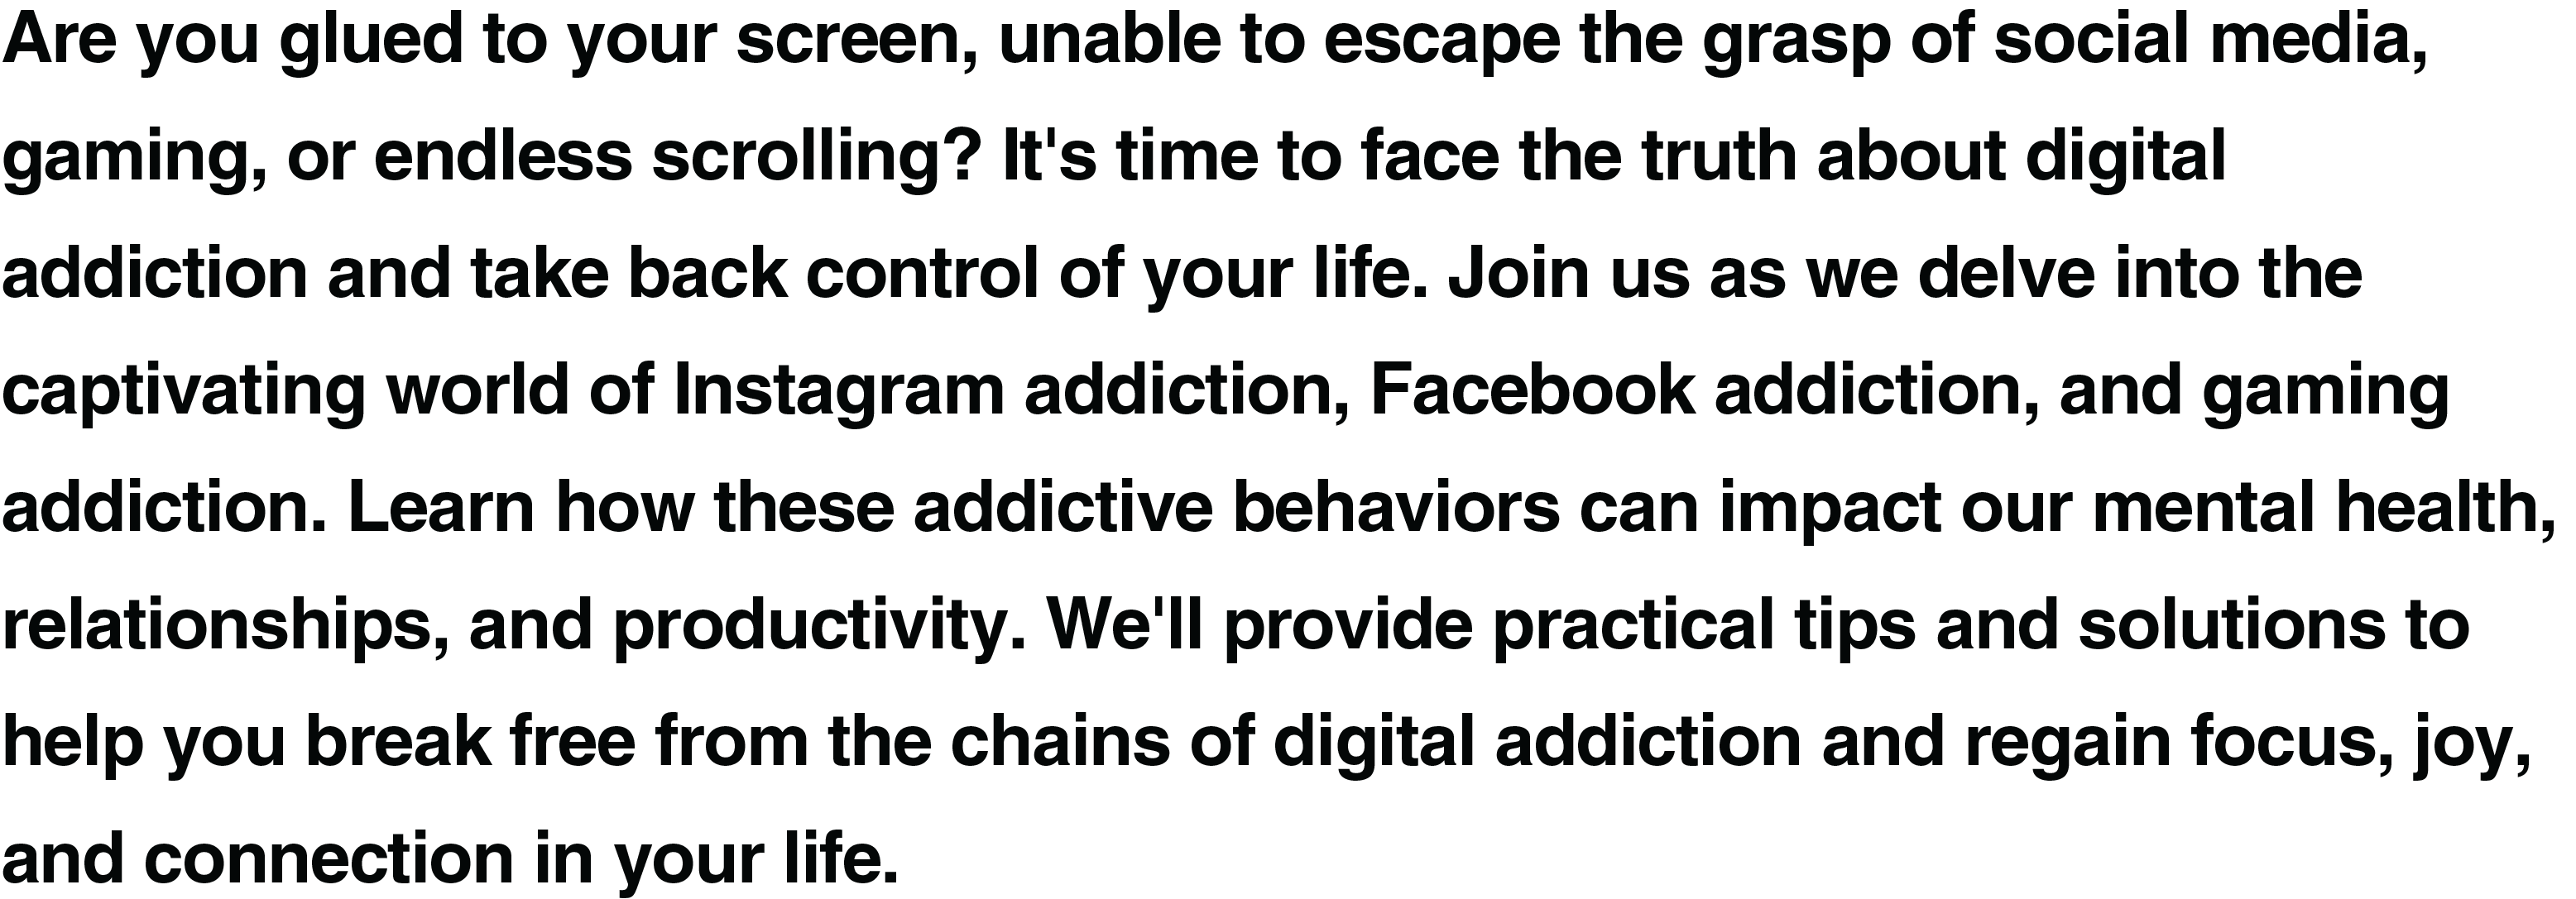 Are you glued to your screen, unable to escape the grasp of social media,
gaming, or endless scrolling? It's time to face the truth about digital
addiction and take back control of your life. Join us as we delve into the
captivating world of Instagram addiction, Facebook addiction, and gaming
addiction. Learn how these addictive behaviors can impact our mental health,
relationships, and productivity. We'll provide practical tips and solutions to
help you break free from the chains of digital addiction and regain focus, joy,
and connection in your life.